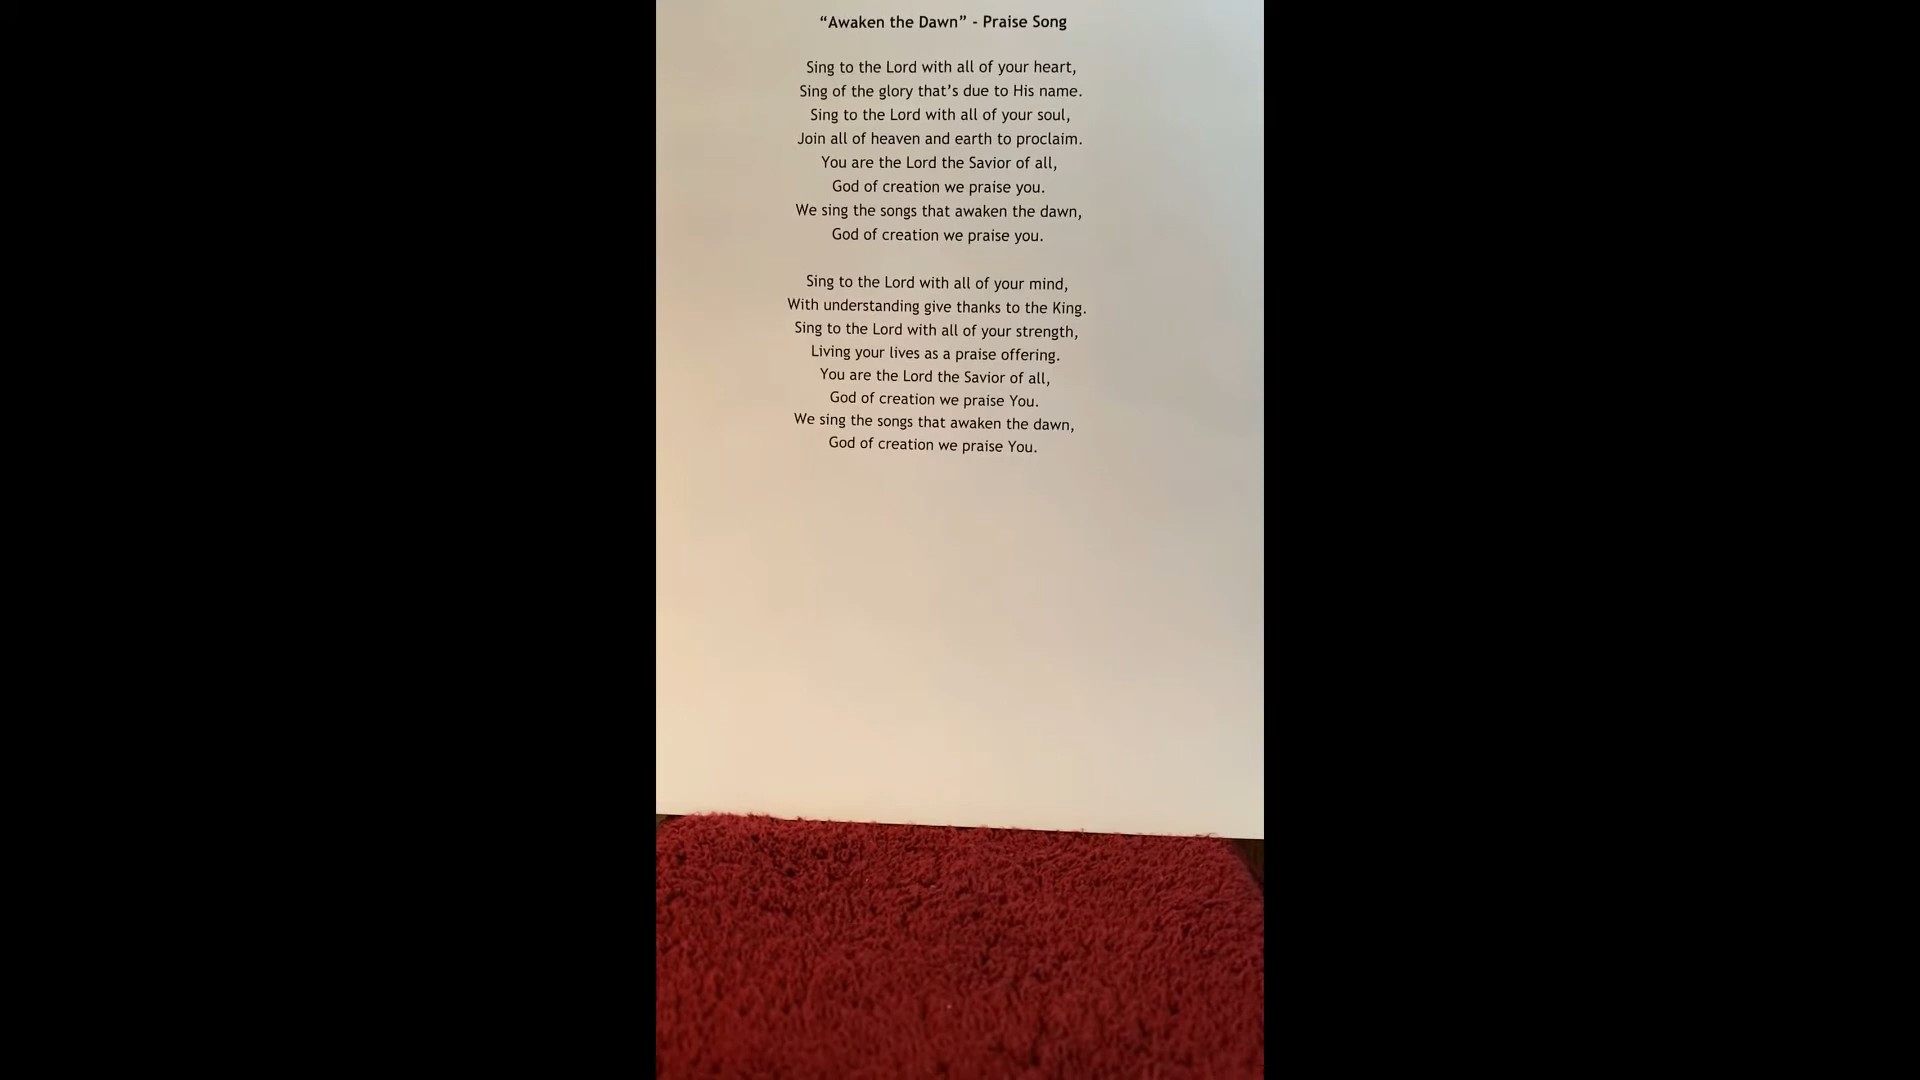 “Awaken the Dawn” - Praise Song
Sing to the Lord with all of your heart,
Sing of the glory that’s due to His name.
Sing to the Lord with all of your soul,
Join all of heaven and earth to proclaim.
You are the Lord the Savior of all,
God of creation we praise you.
We sing the songs that awaken the dawn,
God of creation we praise you.
Sing to the Lord with all of your mind,
With understanding give thanks to the King.
Sing to the Lord with all of your strength,
Living your lives as a praise offering.
You are the Lord the Savior of all,
God of creation we praise You.
We sing the songs that awaken the dawn,
God of creation we praise You.